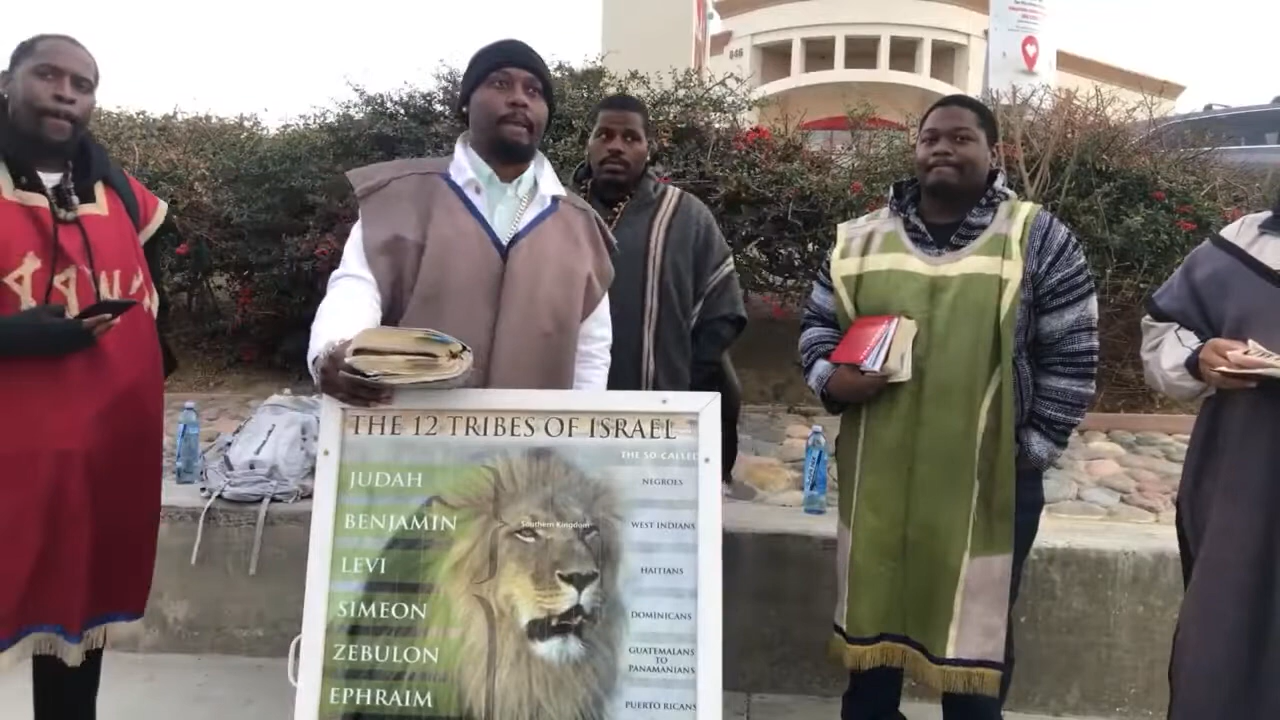 846
THE 12 TRIBES OF ISRAEL
THE SO CALLED
JUDAH
NEGROES
BENJAMIN
Southern Kingdom
WEST INDIANS
LEVI
HAITIANS
SIMEON
DOMINICANS
ZEBULON
GUATEMALANS
TO
PANAMANIANS
EPHRAIM
PUERTO RICANS